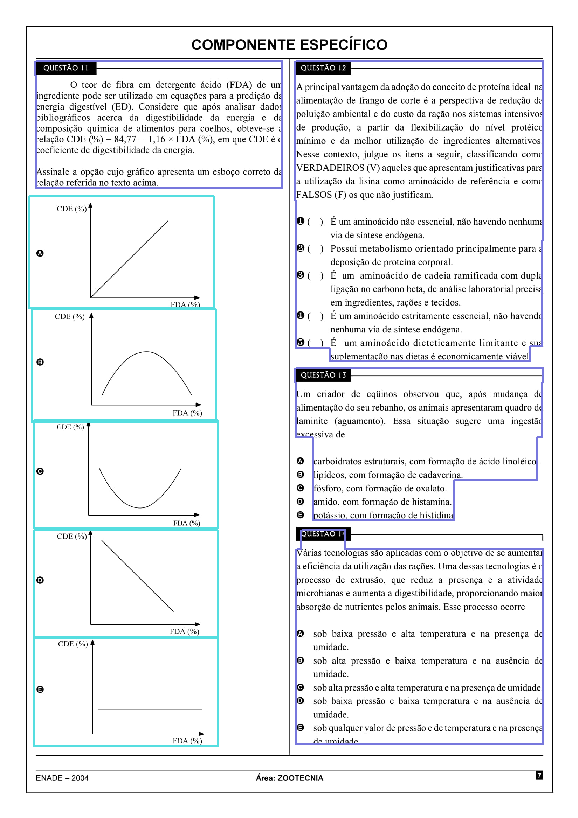 COMPONENTE ESPECÍFICO
QUESTÃO 11
O teor de fibra em detergente ácido (FDA) de um
ingrediente pode ser utilizado em equações para a predição da
energia digestível (ED). Considere que após analisar dados
bibliográficos acerca da digestibilidade da energia e da
composição química de alimentos para coelhos, obteve-se a
relação CDE (%) = 84,77 – 1,16 × FDA (%), em que CDE é o
coeficiente de digestibilidade da energia.
Assinale a opção cujo gráfico apresenta um esboço correto da
relação referida no texto acima.
CDE (%)
A
FDA (%)
CDE (%)
B
FDA (%)
CDE (%)
C
FDA (%)
CDE (%)
D
FDA (%)
CDE (%)
E
FDA (%)
QUESTÃO 12
A principal vantagem da adoção do conceito de proteína ideal na
alimentação de frango de corte é a perspectiva de redução da
poluição ambiental e do custo da ração nos sistemas intensivos
de produção, a partir da flexibilização do nível protéico
mínimo e da melhor utilização de ingredientes alternativos.
Nesse contexto, julgue os itens a seguir, classificando como
VERDADEIROS (V) aqueles que apresentam justificativas para
a utilização da lisina como aminoácido de referência e como
FALSOS (F) os que não justificam.
1 ( ) É um aminoácido não essencial, não havendo nenhuma
via de síntese endógena.
2 ( ) Possui metabolismo orientado principalmente para a
deposição de proteína corporal.
3 ( ) É um aminoácido de cadeia ramificada com dupla
ligação no carbono beta, de análise laboratorial precisa
em ingredientes, rações e tecidos.
4 ( ) É um aminoácido estritamente essencial, não havendo
nenhuma via de síntese endógena.
5 ( ) É um aminoácido dieteticamente limitante e sua
suplementação nas dietas é economicamente viável.
QUESTÃO 13
Um criador de eqüinos observou que, após mudança de
alimentação do seu rebanho, os animais apresentaram quadro de
laminite (aguamento). Essa situação sugere uma ingestão
excessiva de
A carboidratos estruturais, com formação de ácido linoléico.
B lipídeos, com formação de cadaverina.
C fósforo, com formação de oxalato.
D amido, com formação de histamina.
E potássio, com formação de histidina.
QUESTÃO 14
Várias tecnologias são aplicadas com o objetivo de se aumentar
a eficiência da utilização das rações. Uma dessas tecnologias é o
processo de extrusão, que reduz a presença e a atividade
microbianas e aumenta a digestibilidade, proporcionando maior
absorção de nutrientes pelos animais. Esse processo ocorre
A sob baixa pressão e alta temperatura e na presença de
umidade.
B sob alta pressão e baixa temperatura e na ausência de
umidade.
C sob alta pressão e alta temperatura e na presença de umidade.
D sob baixa pressão e baixa temperatura e na ausência de
umidade.
E sob qualquer valor de pressão e de temperatura e na presença
de umidade.
ENADE – 2004
Área: ZOOTECNIA
7